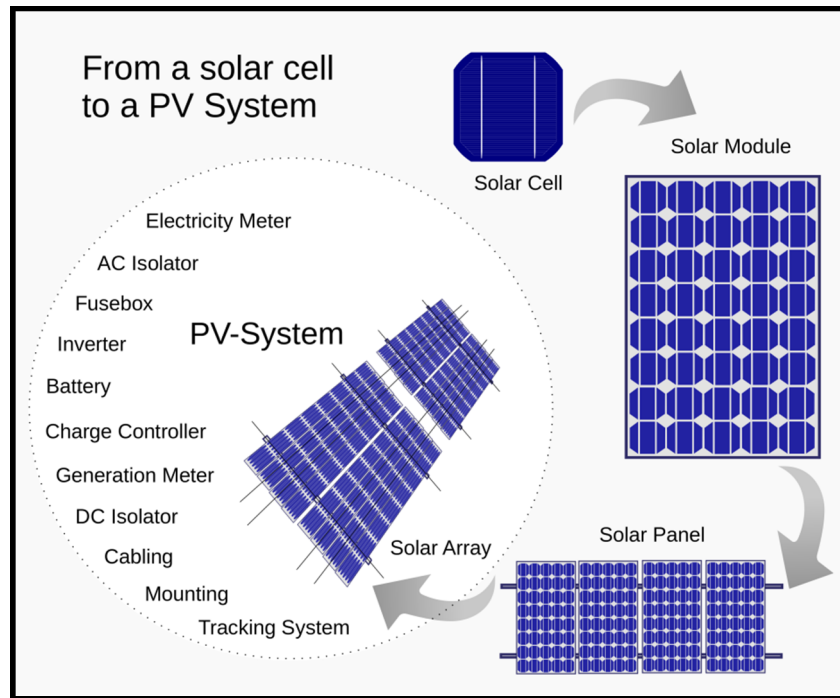 From a solar cell
to a PV System
Solar Cell
Solar Module
Solar Panel
Solar Array
PV-System
Electricity Meter
AC Isolator
Fusebox
Inverter
Battery
Charge Controller
Generation Meter
DC Isolator
Cabling
Mounting
Tracking System